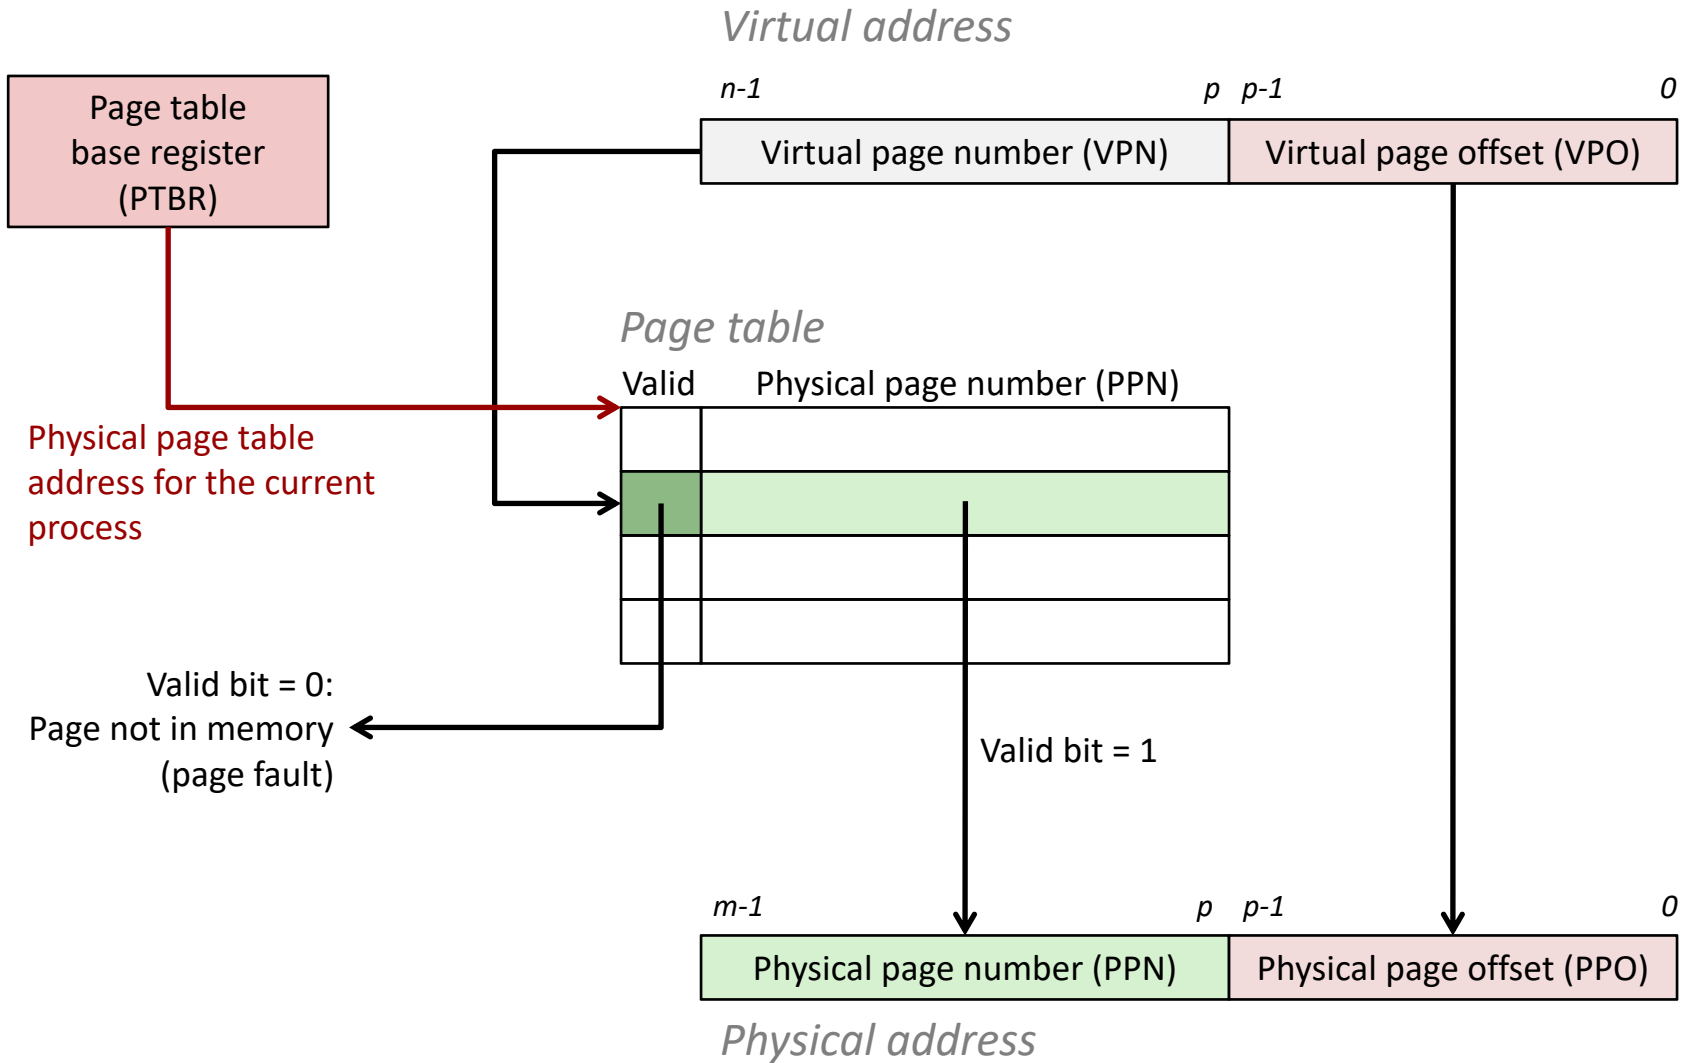 Virtual address
n-1 p p-1 0
Page table
base register
(PTBR)
Virtual page number (VPN) Virtual page offset (VPO)
Page table
Valid Physical page number (PPN)
Physical page table
address for the current
process
Valid bit = 0:
Page not in memory
(page fault)
Valid bit = 1
m-1 p p-1 0
Physical page number (PPN) Physical page offset (PPO)
Physical address